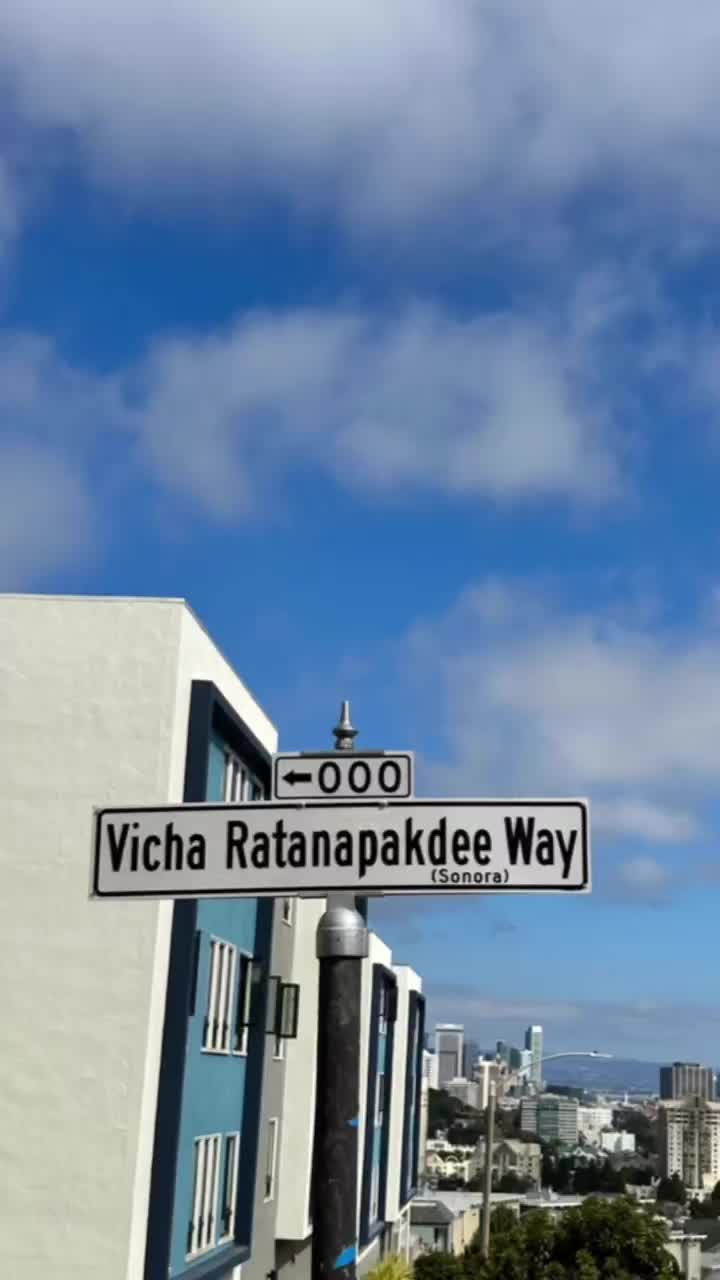 ←000
Vicha Ratanapakdee Way
(Sonora)